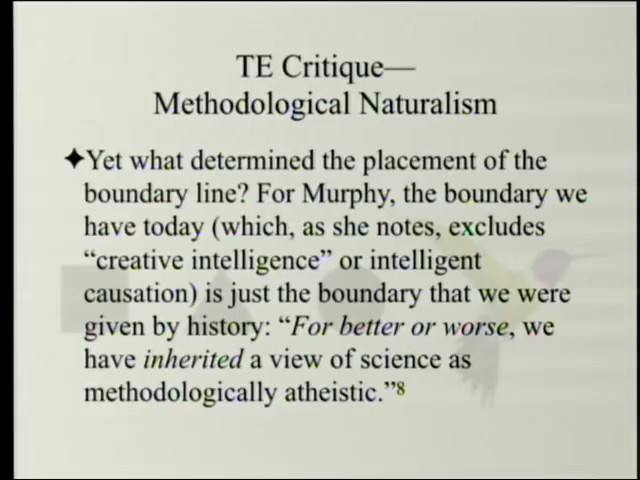 TE Critique—
Methodological Naturalism
✦Yet what determined the placement of the
boundary line? For Murphy, the boundary we
have today (which, as she notes, excludes
“creative intelligence” or intelligent
causation) is just the boundary that we were
given by history: “For better or worse, we
have inherited a view of science as
methodologically atheistic.”8